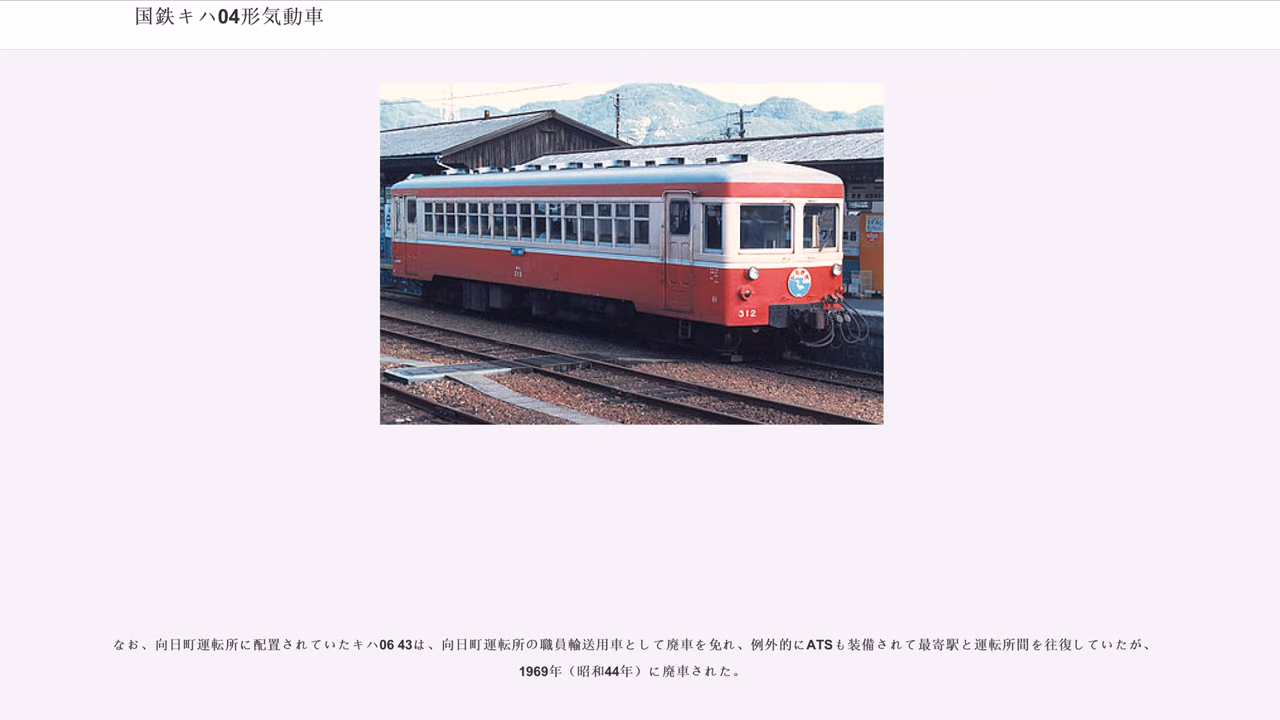 国鉄キハ04形気動車
312
312
なお、向日町運転所に配置されていたキハ06 43は、向日町運転所の職員輸送用車として廃車を免れ、例外的にATSも装備されて最寄駅と運転所間を往復していたが、
1969年（昭和44年）に廃車された。